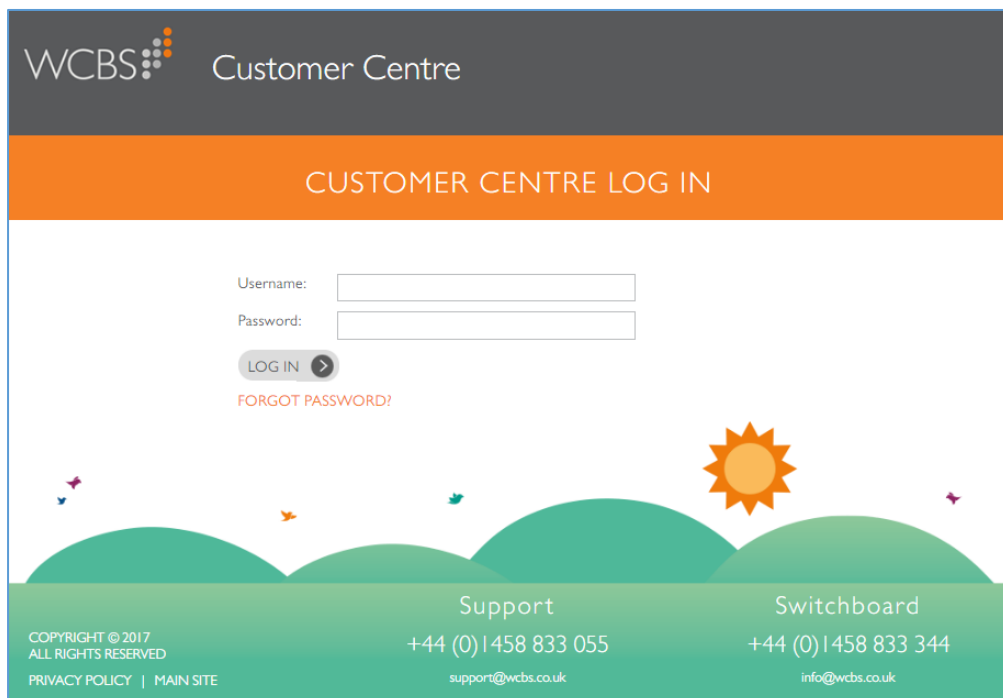 WCBS
Customer Centre
CUSTOMER CENTRE LOG IN
Username:
Password:
LOG IN
FORGOT PASSWORD?
COPYRIGHT © 2017
ALL RIGHTS RESERVED
PRIVACY POLICY | MAIN SITE
Support
+44 (0)1458 833 055
support@wcbs.co.uk
Switchboard
+44 (0)1458 833 344
info@wcbs.co.uk